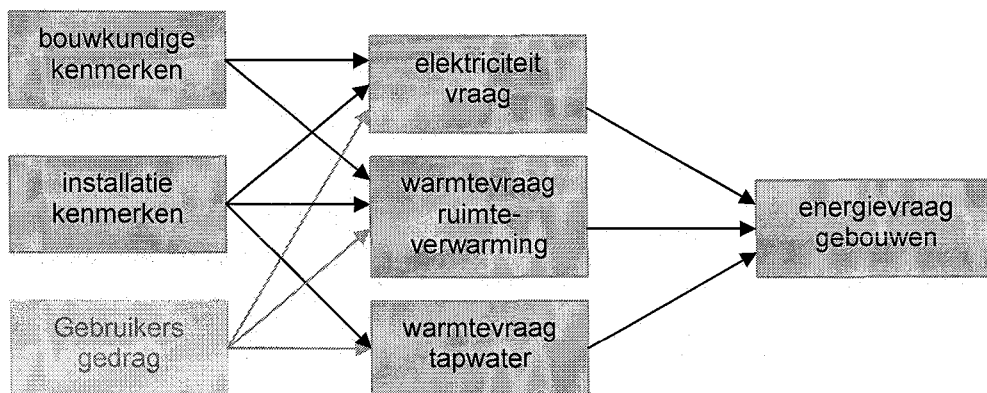 bouwkundige
kenmerken
elektriciteit
vraag
installatie
kenmerken
warmtevraag
ruimte-
verwarming
energievraag
gebouwen
Gebruikers
gedrag
warmtevraag
tapwater